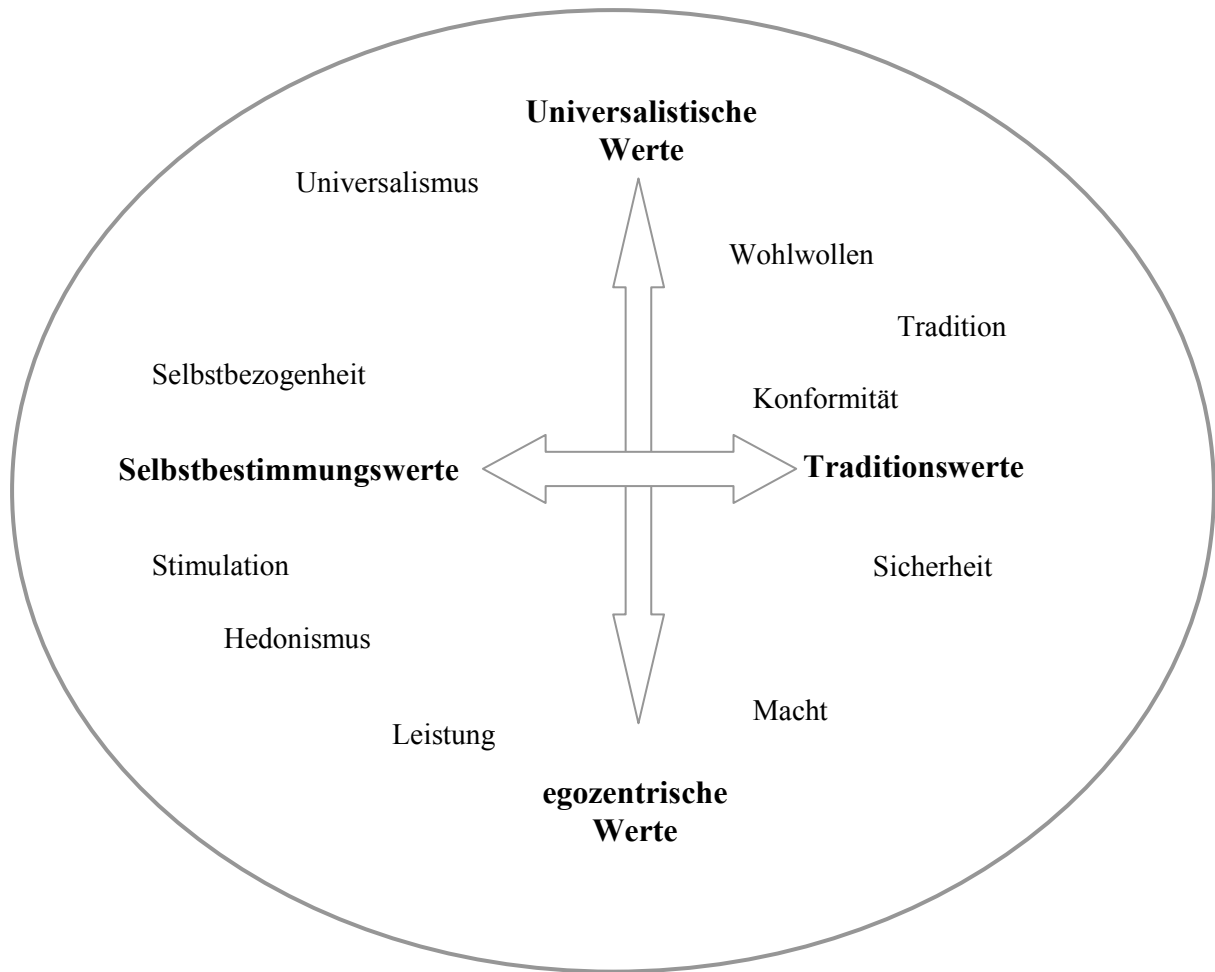 Universalistische
Werte
Universalismus
Wohlwollen
Tradition
Selbstbezogenheit
Konformität
Selbstbestimmungswerte
Traditionswerte
Stimulation
Sicherheit
Hedonismus
Macht
Leistung
egozentrische
Werte